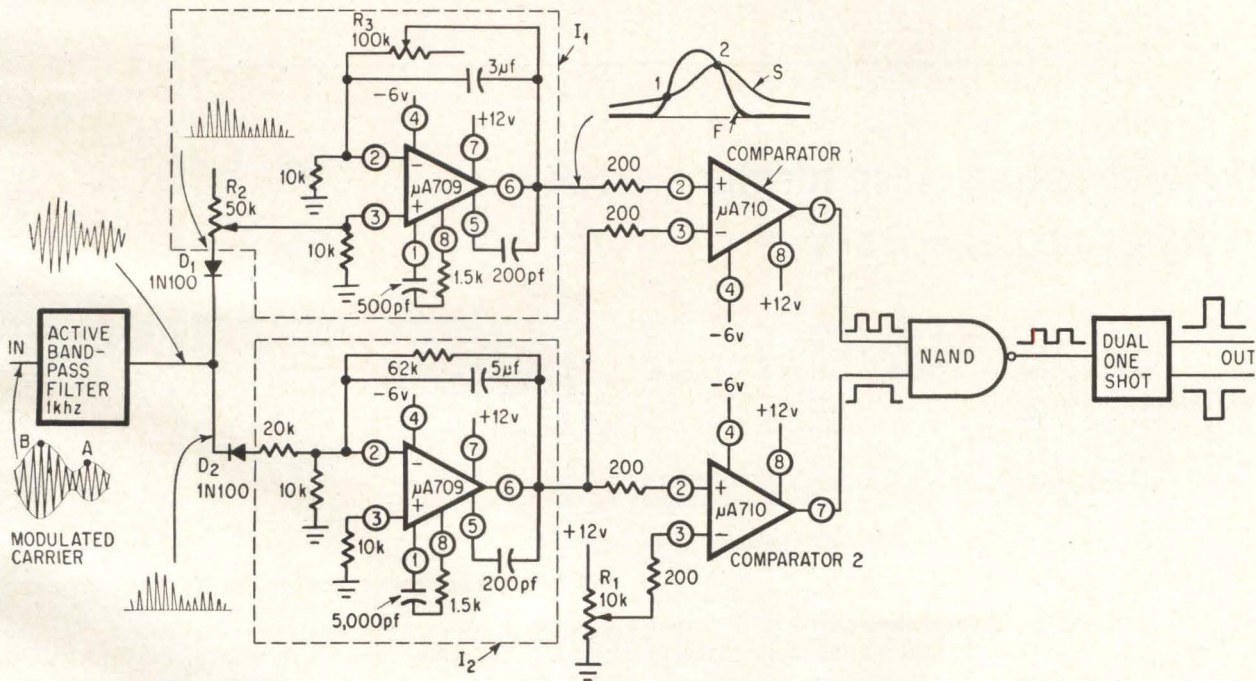 R3
100k
I1
3µf
-6v
4
+12v
7
2
-
10k
µA709
6
R2
50k
3
+
5
10k
8
1
1.5k
200pf
500pf
D1
1N100
1
2
S
F
COMPARATOR 1
200
2
+
µA710
7
200
3
-
4
8
-6v
+12v
IN
ACTIVE
BAND-
PASS
FILTER
1khz
B
A
MODULATED
CARRIER
62k
5µf
-6v
4
+12v
7
20k
D2
1N100
2
-
10k
µA709
6
3
+
5
10k
8
1
200pf
5,000pf
1.5k
I2
NAND
DUAL
ONE
SHOT
OUT
-6v
4
+12v
8
200
2
+
µA710
7
3
-
COMPARATOR 2
+12v
R1
10k
200